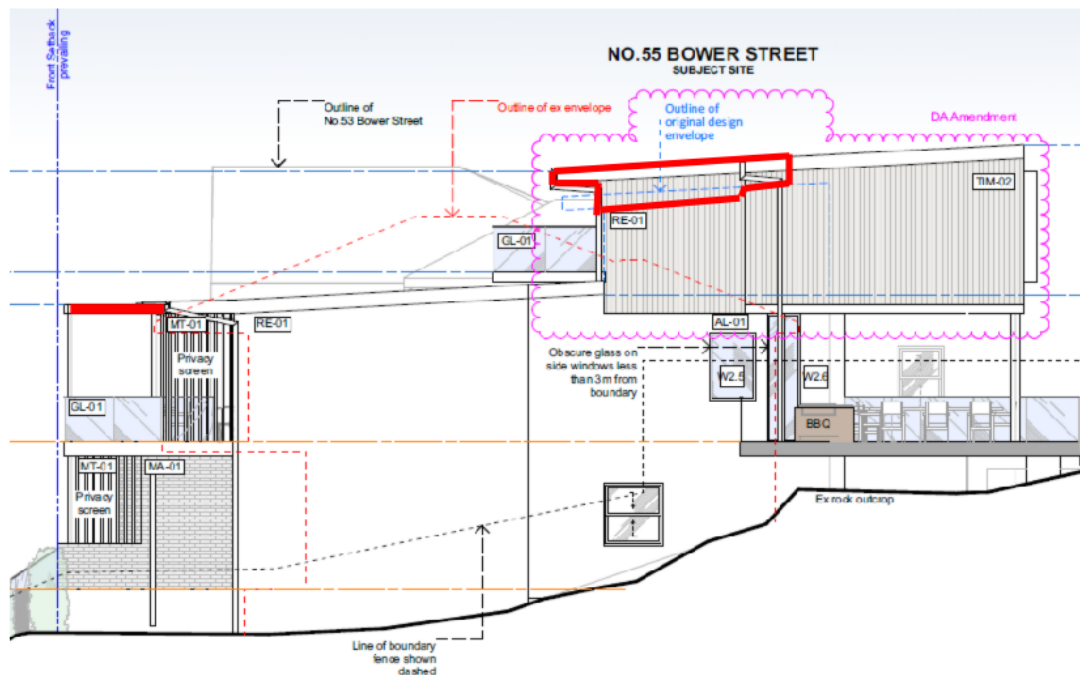 Front Setback
prevailing
NO.55 BOWER STREET
SUBJECT SITE
Outline of
No.53 Bower Street
Outline of ex envelope
Outline of
original design
envelope
DA Amendment
TIM-02
RE-01
GL-01
MT-01
RE-01
AL-01
Privacy
screen
Obscure glass on
side windows less
than 3m from
boundary
W2.5
W2.6
GL-01
BBQ
MT-01
MA-01
Privacy
screen
Ex rock outcrop
Line of boundary
fence shown
dashed